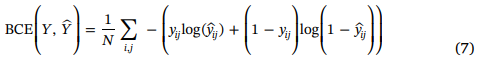 BCE(Y, Ŷ) = 1/N ∑_{i,j} −(y_{ij}log(ŷ_{ij}) + (1 − y_{ij})log(1 − ŷ_{ij})) (7)